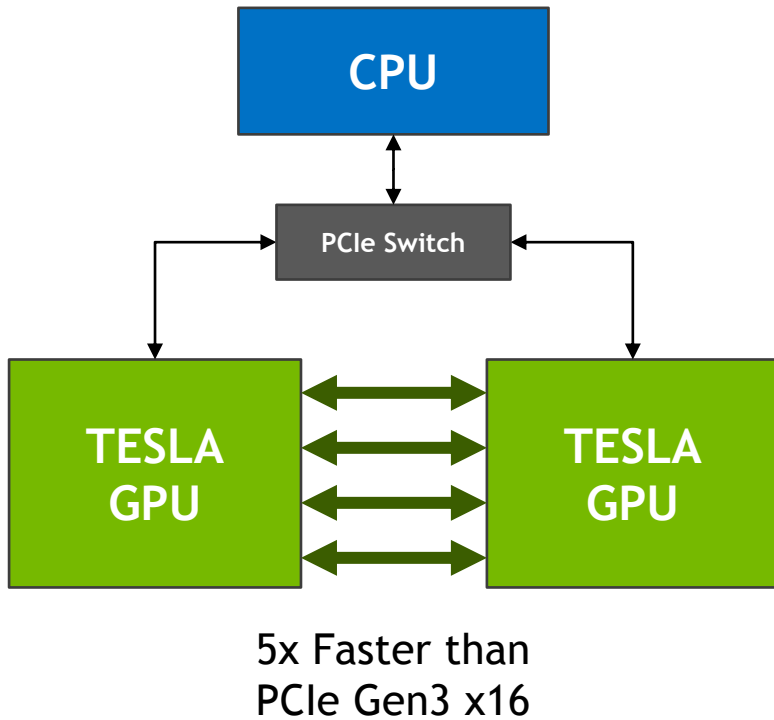 CPU
PCIe Switch
TESLA
GPU
TESLA
GPU
5x Faster than
PCIe Gen3 x16